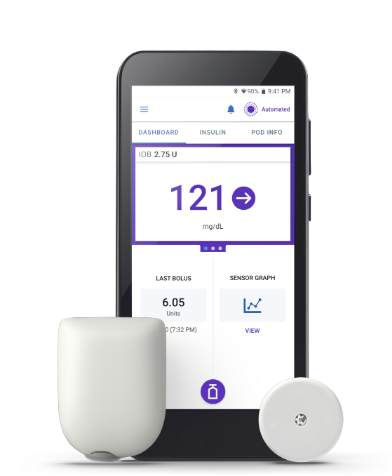 90% 9:41 PM
Automated
DASHBOARD INSULIN POD INFO
IOB 2.75 U
121
mg/dL
LAST BOLUS SENSOR GRAPH
6.05
Units
(7:32 PM) VIEW